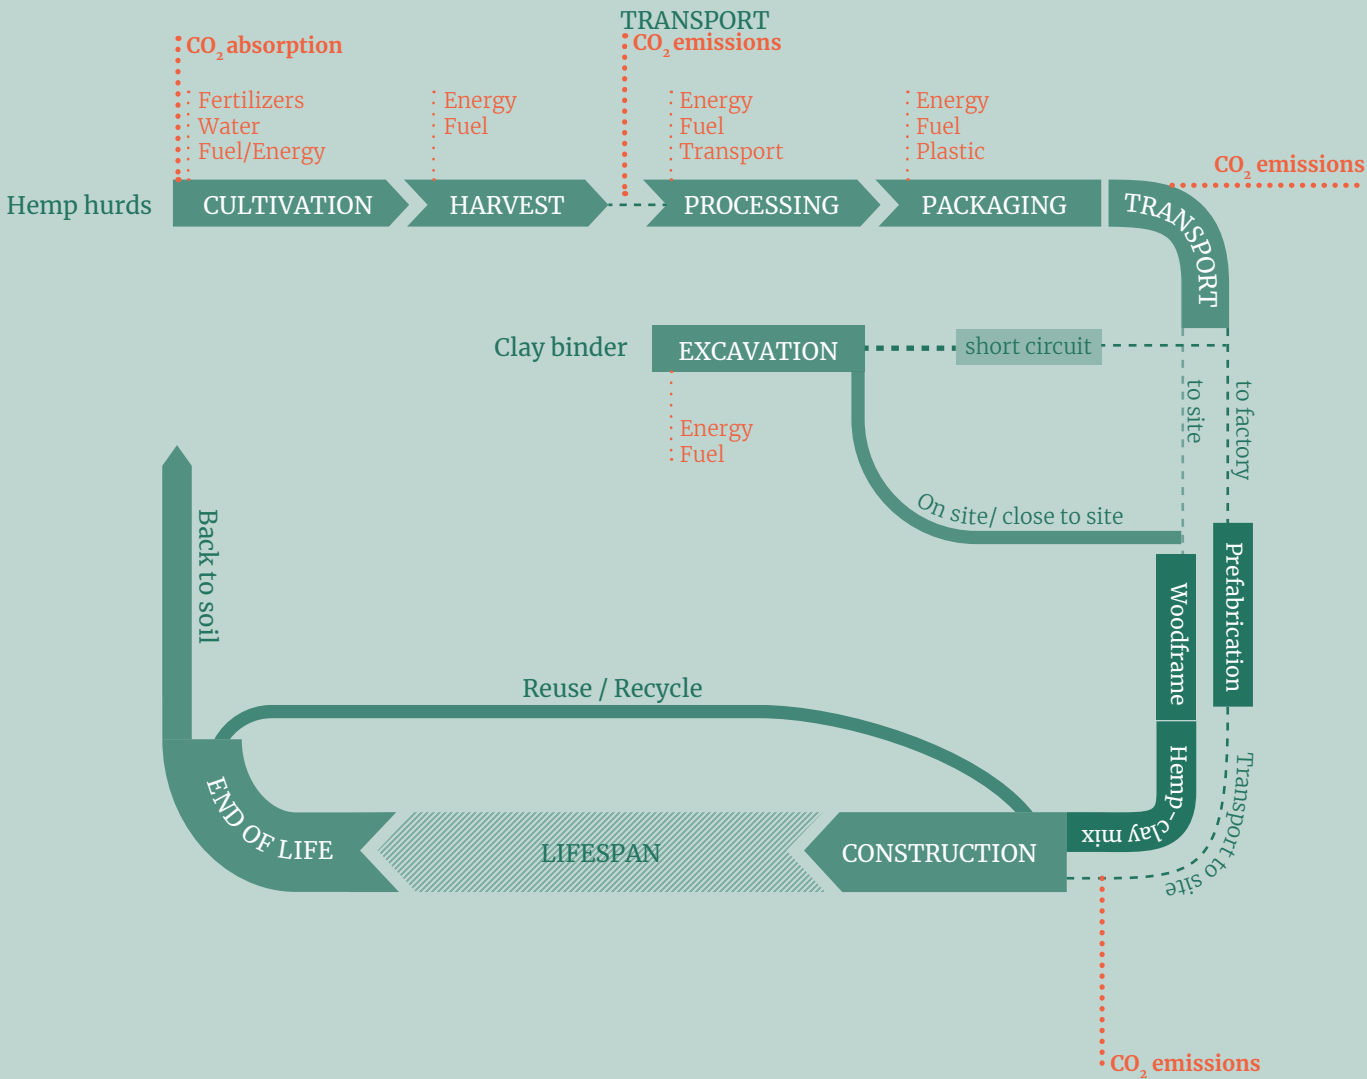 TRANSPORT
CO₂ absorption
CO₂ emissions
Fertilizers
Water
Fuel/Energy
Energy
Fuel
Energy
Fuel
Transport
Energy
Fuel
Plastic
CO₂ emissions
Hemp hurds
CULTIVATION
HARVEST
PROCESSING
PACKAGING
TRANSPORT
Clay binder
EXCAVATION
short circuit
to site
to factory
Energy
Fuel
On site/ close to site
Back to soil
Prefabrication
Woodframe
Reuse / Recycle
Hemp-clay mix
Transport to site
END OF LIFE
LIFESPAN
CONSTRUCTION
CO₂ emissions